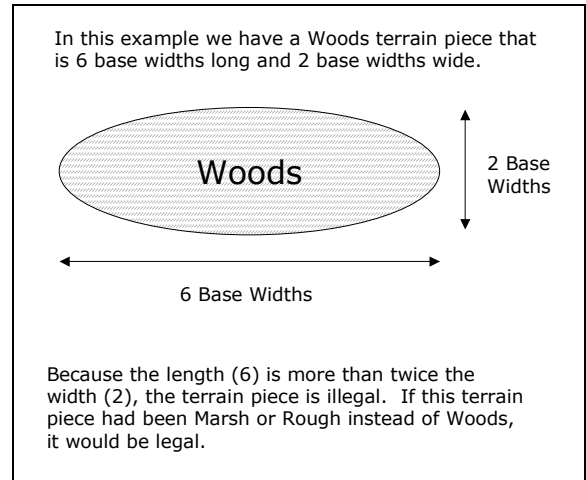 In this example we have a Woods terrain piece that
is 6 base widths long and 2 base widths wide.
Woods
2 Base
Widths
6 Base Widths
Because the length (6) is more than twice the
width (2), the terrain piece is illegal.  If this terrain
piece had been Marsh or Rough instead of Woods,
it would be legal.